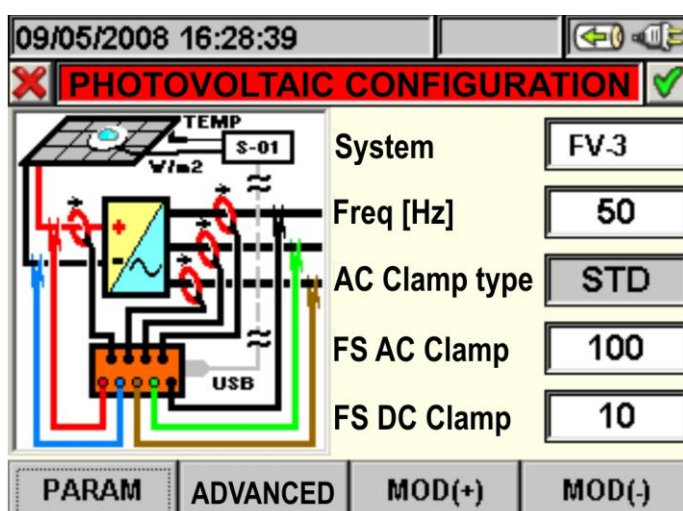 09/05/2008 16:28:39
PHOTOVOLTAIC CONFIGURATION
TEMP
S-01
W/m2
System FV-3
Freq [Hz] 50
AC Clamp type STD
FS AC Clamp 100
FS DC Clamp 10
USB
PARAM ADVANCED MOD(+) MOD(-)